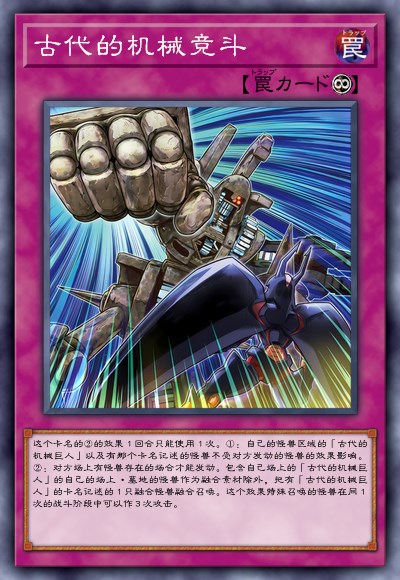 古代的机械竞斗
罠
トラップ
【罠カード】
トラップ
这个卡名的②的效果1回合只能使用1次。①：自己的怪兽区域的「古代的
机械巨人」以及有那个卡名记述的怪兽不受对方发动的怪兽的效果影响。
②：对方场上有怪兽存在的场合才能发动。包含自己场上的「古代的机械巨
人」的自己的场上·墓地的怪兽作为融合素材除外，把有「古代的机械巨人
」的卡名记述的1只融合怪兽融合召唤。这个效果特殊召唤的怪兽在同1
次的战斗阶段中可以作3次攻击。